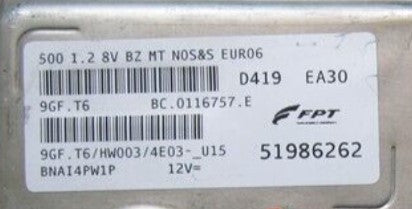 500 1.2 8V BZ MT NOS&S EURO6
D419 EA30
9GF.T6 BC.0116757.E
FPT
9GF.T6/HW003/4E03-_U15 51986262
BNAI4PW1P 12V=